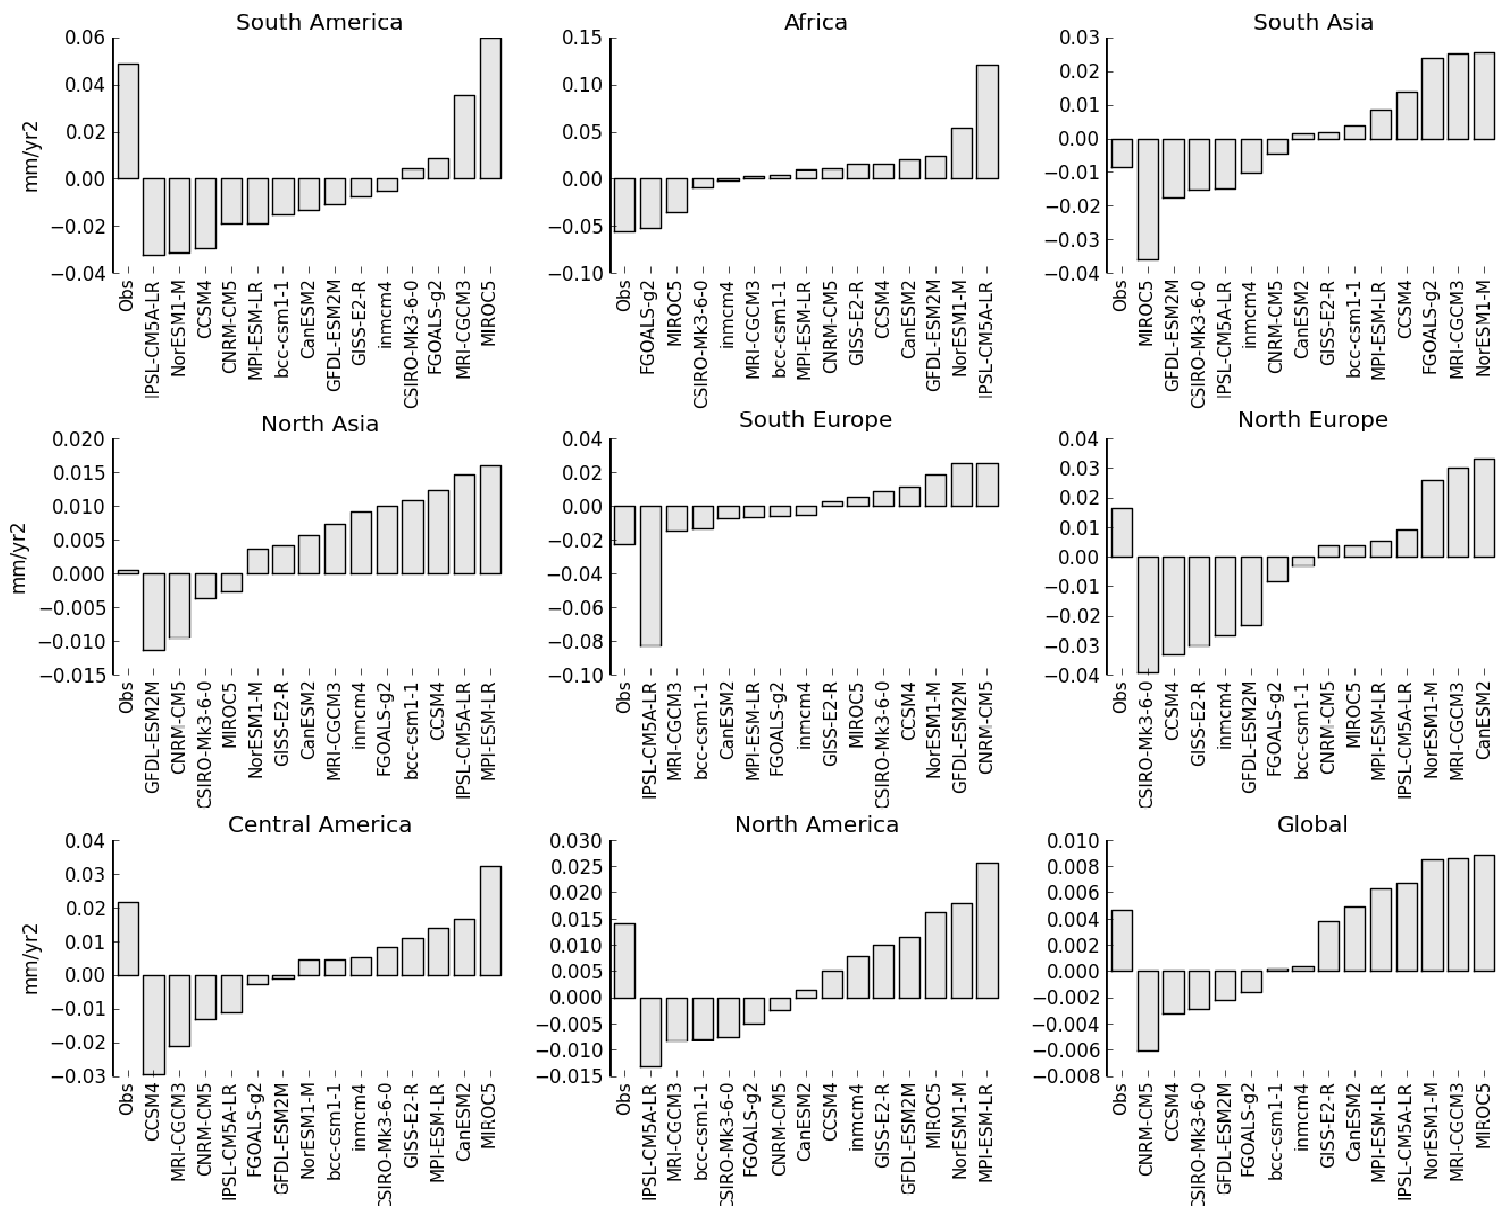 South America
0.06
0.04
0.02
0.00
−0.02
−0.04
mm/yr2
Obs
IPSL-CM5A-LR
NorESM1-M
CCSM4
CNRM-CM5
MPI-ESM-LR
bcc-csm1-1
CanESM2
GFDL-ESM2M
GISS-E2-R
inmcm4
CSIRO-Mk3-6-0
FGOALS-g2
MRI-CGCM3
MIROC5
Africa
0.15
0.10
0.05
0.00
−0.05
−0.10
Obs
FGOALS-g2
MIROC5
CSIRO-Mk3-6-0
inmcm4
MRI-CGCM3
bcc-csm1-1
MPI-ESM-LR
CNRM-CM5
GISS-E2-R
CCSM4
CanESM2
GFDL-ESM2M
NorESM1-M
IPSL-CM5A-LR
South Asia
0.03
0.02
0.01
0.00
−0.01
−0.02
−0.03
−0.04
Obs
MIROC5
GFDL-ESM2M
CSIRO-Mk3-6-0
IPSL-CM5A-LR
inmcm4
CNRM-CM5
CanESM2
GISS-E2-R
bcc-csm1-1
MPI-ESM-LR
CCSM4
FGOALS-g2
MRI-CGCM3
NorESM1-M
North Asia
0.020
0.015
0.010
0.005
0.000
−0.005
−0.010
−0.015
mm/yr2
Obs
GFDL-ESM2M
CNRM-CM5
CSIRO-Mk3-6-0
MIROC5
NorESM1-M
GISS-E2-R
CanESM2
MRI-CGCM3
inmcm4
FGOALS-g2
bcc-csm1-1
CCSM4
IPSL-CM5A-LR
MPI-ESM-LR
South Europe
0.04
0.02
0.00
−0.02
−0.04
−0.06
−0.08
−0.10
Obs
IPSL-CM5A-LR
MRI-CGCM3
bcc-csm1-1
CanESM2
MPI-ESM-LR
FGOALS-g2
inmcm4
GISS-E2-R
MIROC5
CSIRO-Mk3-6-0
CCSM4
NorESM1-M
GFDL-ESM2M
CNRM-CM5
North Europe
0.04
0.03
0.02
0.01
0.00
−0.01
−0.02
−0.03
−0.04
Obs
CSIRO-Mk3-6-0
CCSM4
GISS-E2-R
inmcm4
GFDL-ESM2M
FGOALS-g2
bcc-csm1-1
CNRM-CM5
MIROC5
MPI-ESM-LR
IPSL-CM5A-LR
NorESM1-M
MRI-CGCM3
CanESM2
Central America
0.04
0.03
0.02
0.01
0.00
−0.01
−0.02
−0.03
mm/yr2
Obs
CCSM4
MRI-CGCM3
CNRM-CM5
IPSL-CM5A-LR
FGOALS-g2
GFDL-ESM2M
NorESM1-M
bcc-csm1-1
inmcm4
CSIRO-Mk3-6-0
GISS-E2-R
MPI-ESM-LR
CanESM2
MIROC5
North America
0.030
0.025
0.020
0.015
0.010
0.005
0.000
−0.005
−0.010
−0.015
Obs
IPSL-CM5A-LR
MRI-CGCM3
bcc-csm1-1
CSIRO-Mk3-6-0
FGOALS-g2
CNRM-CM5
CanESM2
CCSM4
inmcm4
GISS-E2-R
GFDL-ESM2M
MIROC5
NorESM1-M
MPI-ESM-LR
Global
0.010
0.008
0.006
0.004
0.002
0.000
−0.002
−0.004
−0.006
−0.008
Obs
CNRM-CM5
CCSM4
CSIRO-Mk3-6-0
GFDL-ESM2M
FGOALS-g2
bcc-csm1-1
inmcm4
GISS-E2-R
CanESM2
MPI-ESM-LR
IPSL-CM5A-LR
NorESM1-M
MRI-CGCM3
MIROC5